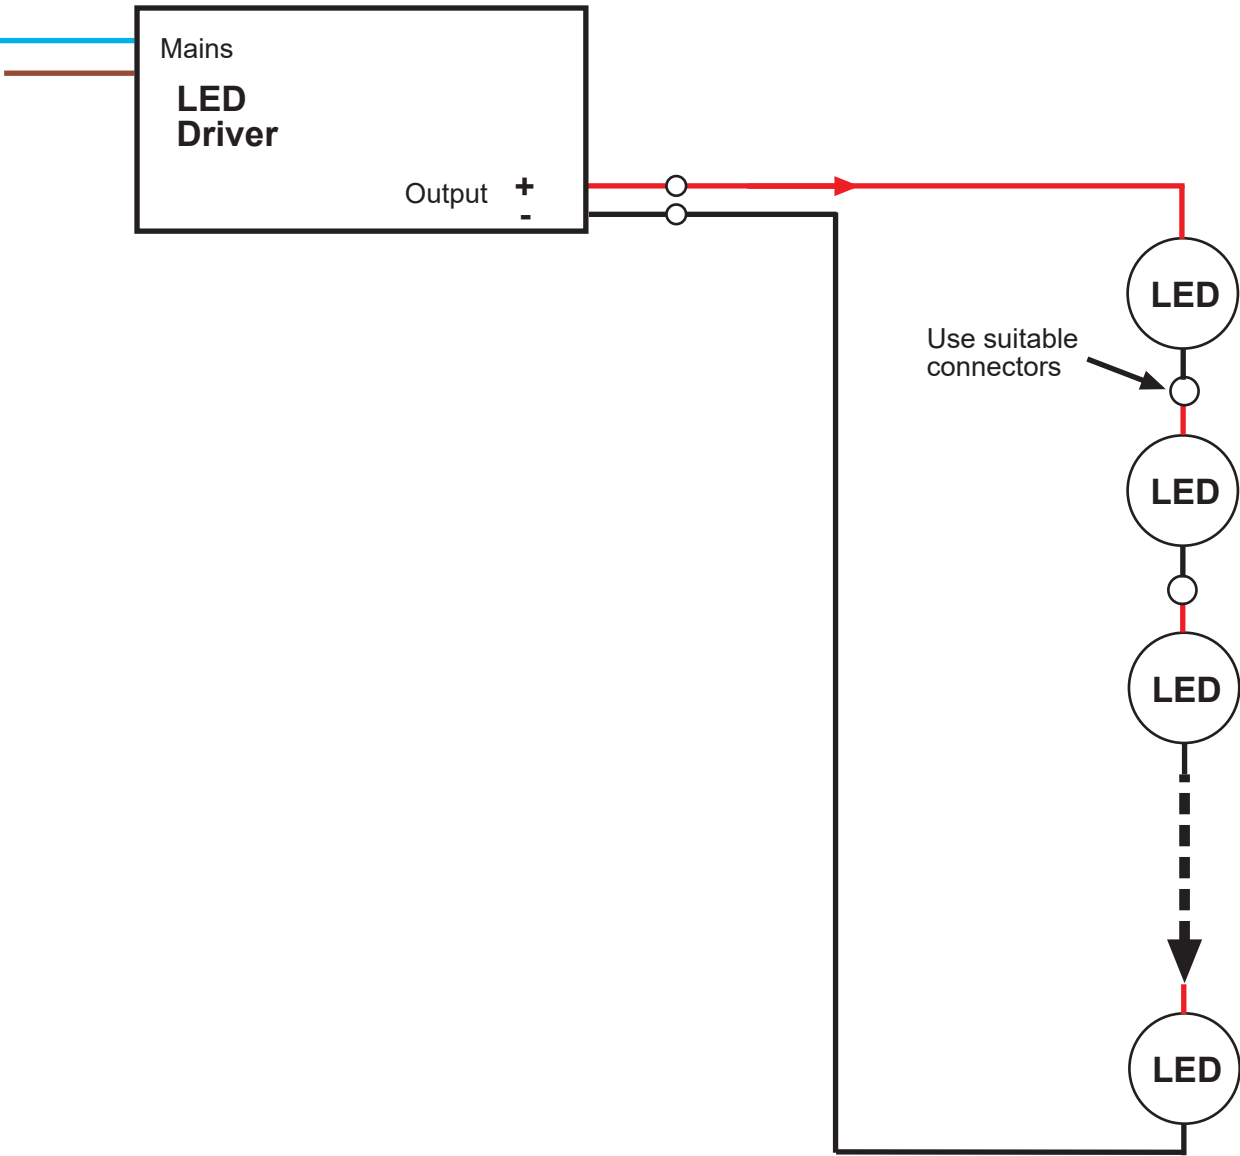 Mains
LED
Driver
Output +
-
LED
Use suitable
connectors
LED
LED
LED